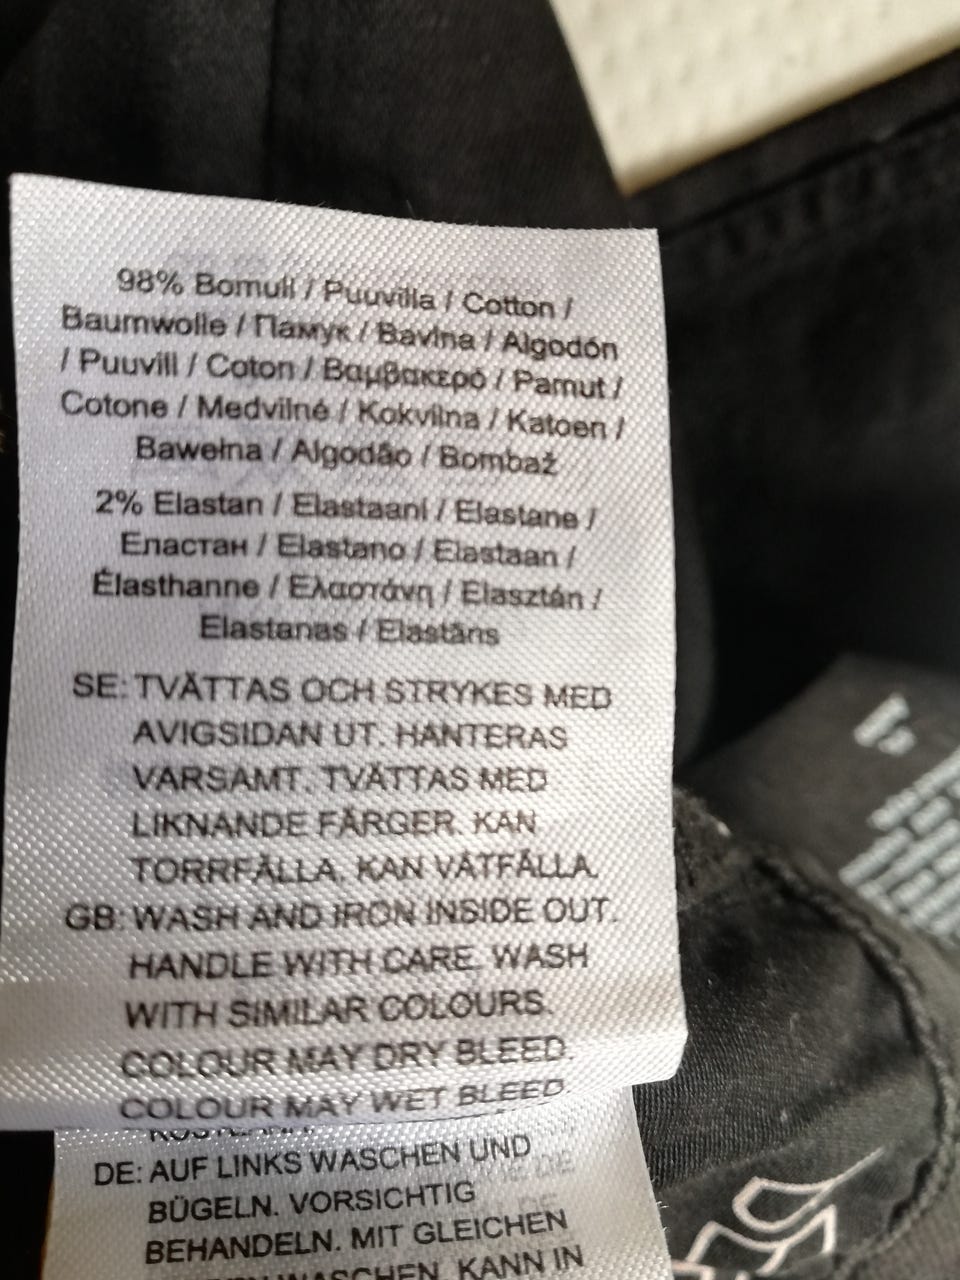 98% Bomull / Puuvilla / Cotton /
Baumwolle / Памук / Bavlna / Algodón
/ Puuvill / Coton / Βαμβακερό / Pamut /
Cotone / Medvilné / Kokvilna / Katoen /
Bawełna / Algodão / Bombaž
2% Elastan / Elastaani / Elastane /
Еластан / Elastano / Elastaan /
Élasthanne / Ελαστάνη / Elasztán /
Elastanas / Elastāns
SE: TVÄTTAS OCH STRYKES MED
AVIGSIDAN UT. HANTERAS
VARSAMT. TVÄTTAS MED
LIKNANDE FÄRGER. KAN
TORRFÄLLA. KAN VÅTFÄLLA.
GB: WASH AND IRON INSIDE OUT.
HANDLE WITH CARE. WASH
WITH SIMILAR COLOURS.
COLOUR MAY DRY BLEED.
COLOUR MAY WET BLEED.
DE: AUF LINKS WASCHEN UND
BÜGELN. VORSICHTIG
BEHANDELN. MIT GLEICHEN
WASCHEN. KANN IN